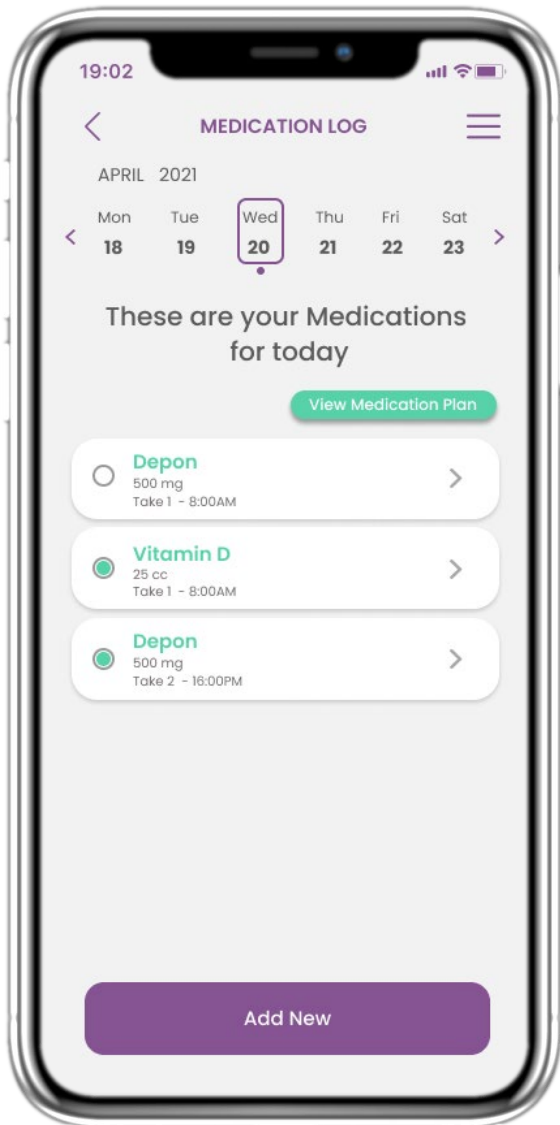 19:02
MEDICATION LOG
APRIL 2021
Mon Tue Wed Thu Fri Sat
18 19 20 21 22 23
These are your Medications
for today
View Medication Plan
Depon
500 mg
Take 1 - 8:00AM
Vitamin D
25 cc
Take 1 - 8:00AM
Depon
500 mg
Take 2 - 16:00PM
Add New